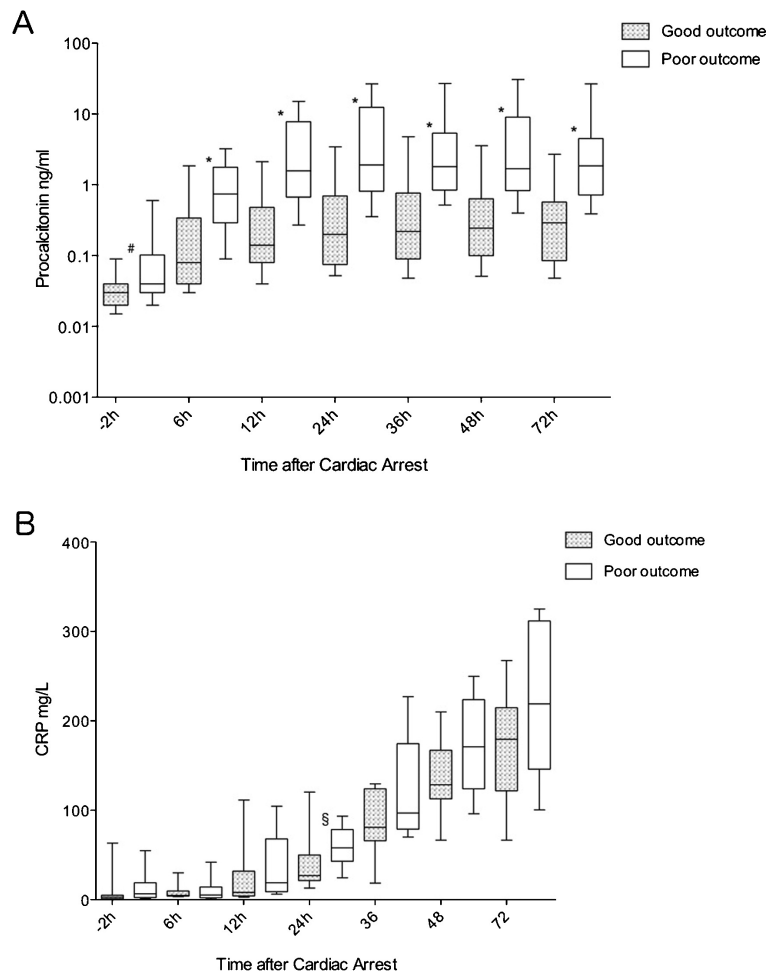 A
Good outcome
Poor outcome
Procalcitonin ng/ml
100
10
1
0.1
0.01
0.001
#
*
*
*
*
*
*
-2h
6h
12h
24h
36h
48h
72h
Time after Cardiac Arrest
B
Good outcome
Poor outcome
CRP mg/L
400
300
200
100
0
§
-2h
6h
12h
24h
36
48
72
Time after Cardiac Arrest